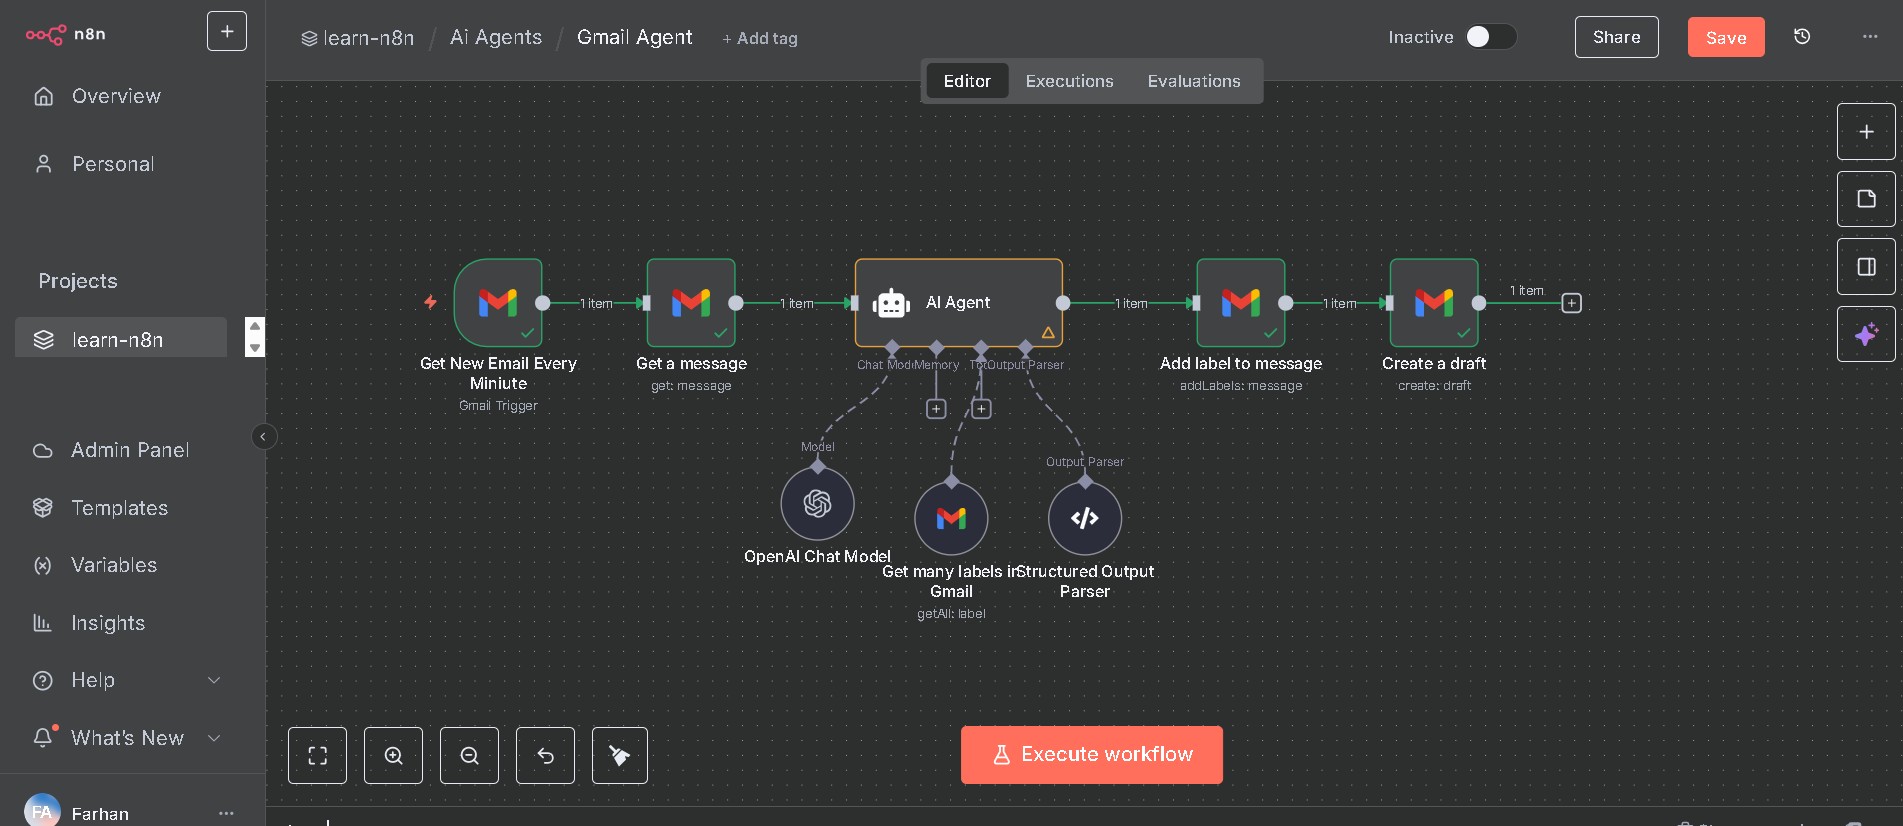 n8n
+
Overview
Personal
Projects
learn-n8n
Admin Panel
Templates
Variables
Insights
Help
What's New
FA
Farhan
learn-n8n / Ai Agents / Gmail Agent + Add tag
Inactive
Share
Save
Editor
Executions
Evaluations
1 item
1 item
1 item
1 item
1 item
AI Agent
Get New Email Every
Miniute
Gmail Trigger
Get a message
get: message
Chat Mod
Memory
Output Parser
Add label to message
addLabels: message
Create a draft
create: draft
Model
Output Parser
OpenAI Chat Model
Get many labels in
Gmail
getAll: label
Structured Output
Parser
Execute workflow